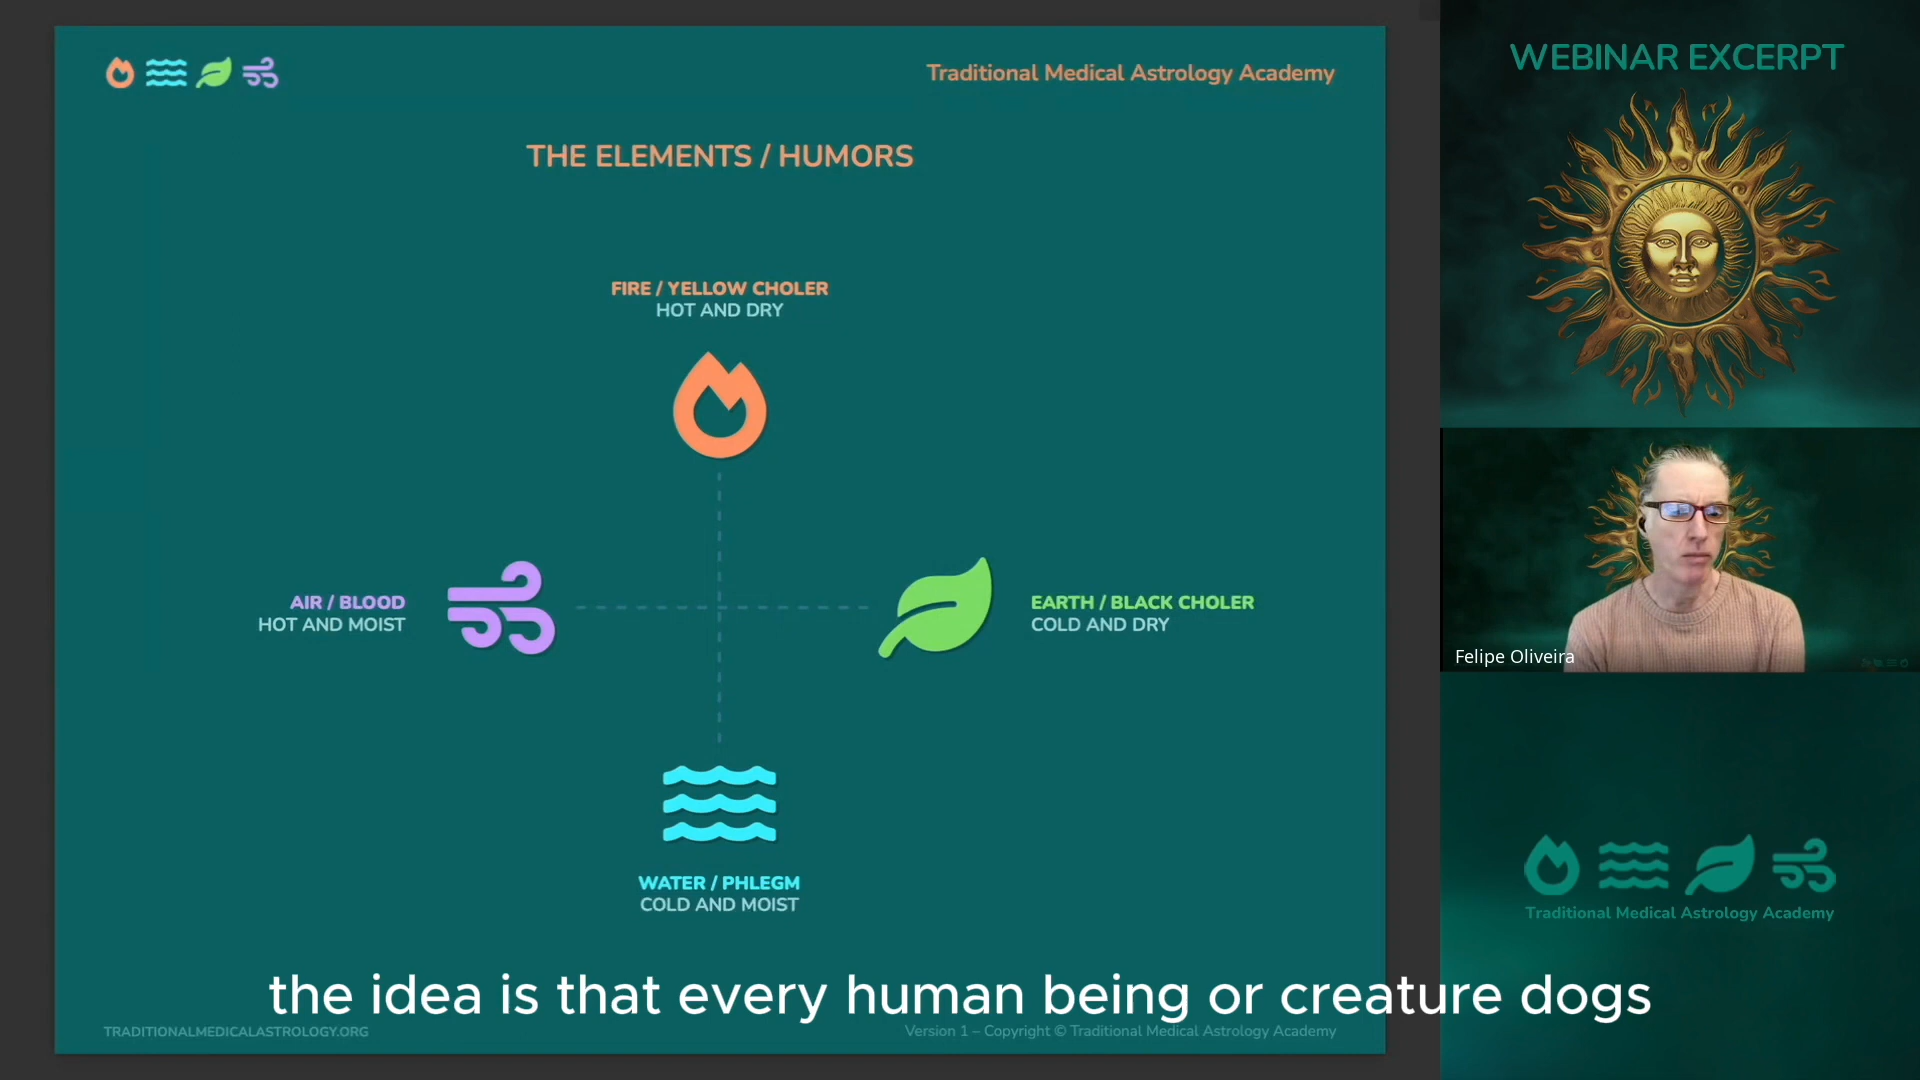 Traditional Medical Astrology Academy
WEBINAR EXCERPT
THE ELEMENTS / HUMORS
FIRE / YELLOW CHOLER
HOT AND DRY
AIR / BLOOD
HOT AND MOIST
EARTH / BLACK CHOLER
COLD AND DRY
Felipe Oliveira
WATER / PHLEGM
COLD AND MOIST
Traditional Medical Astrology Academy
the idea is that every human being or creature dogs
TRADITIONALMEDICALASTROLOGY.ORG
Version 1 – Copyright © Traditional Medical Astrology Academy